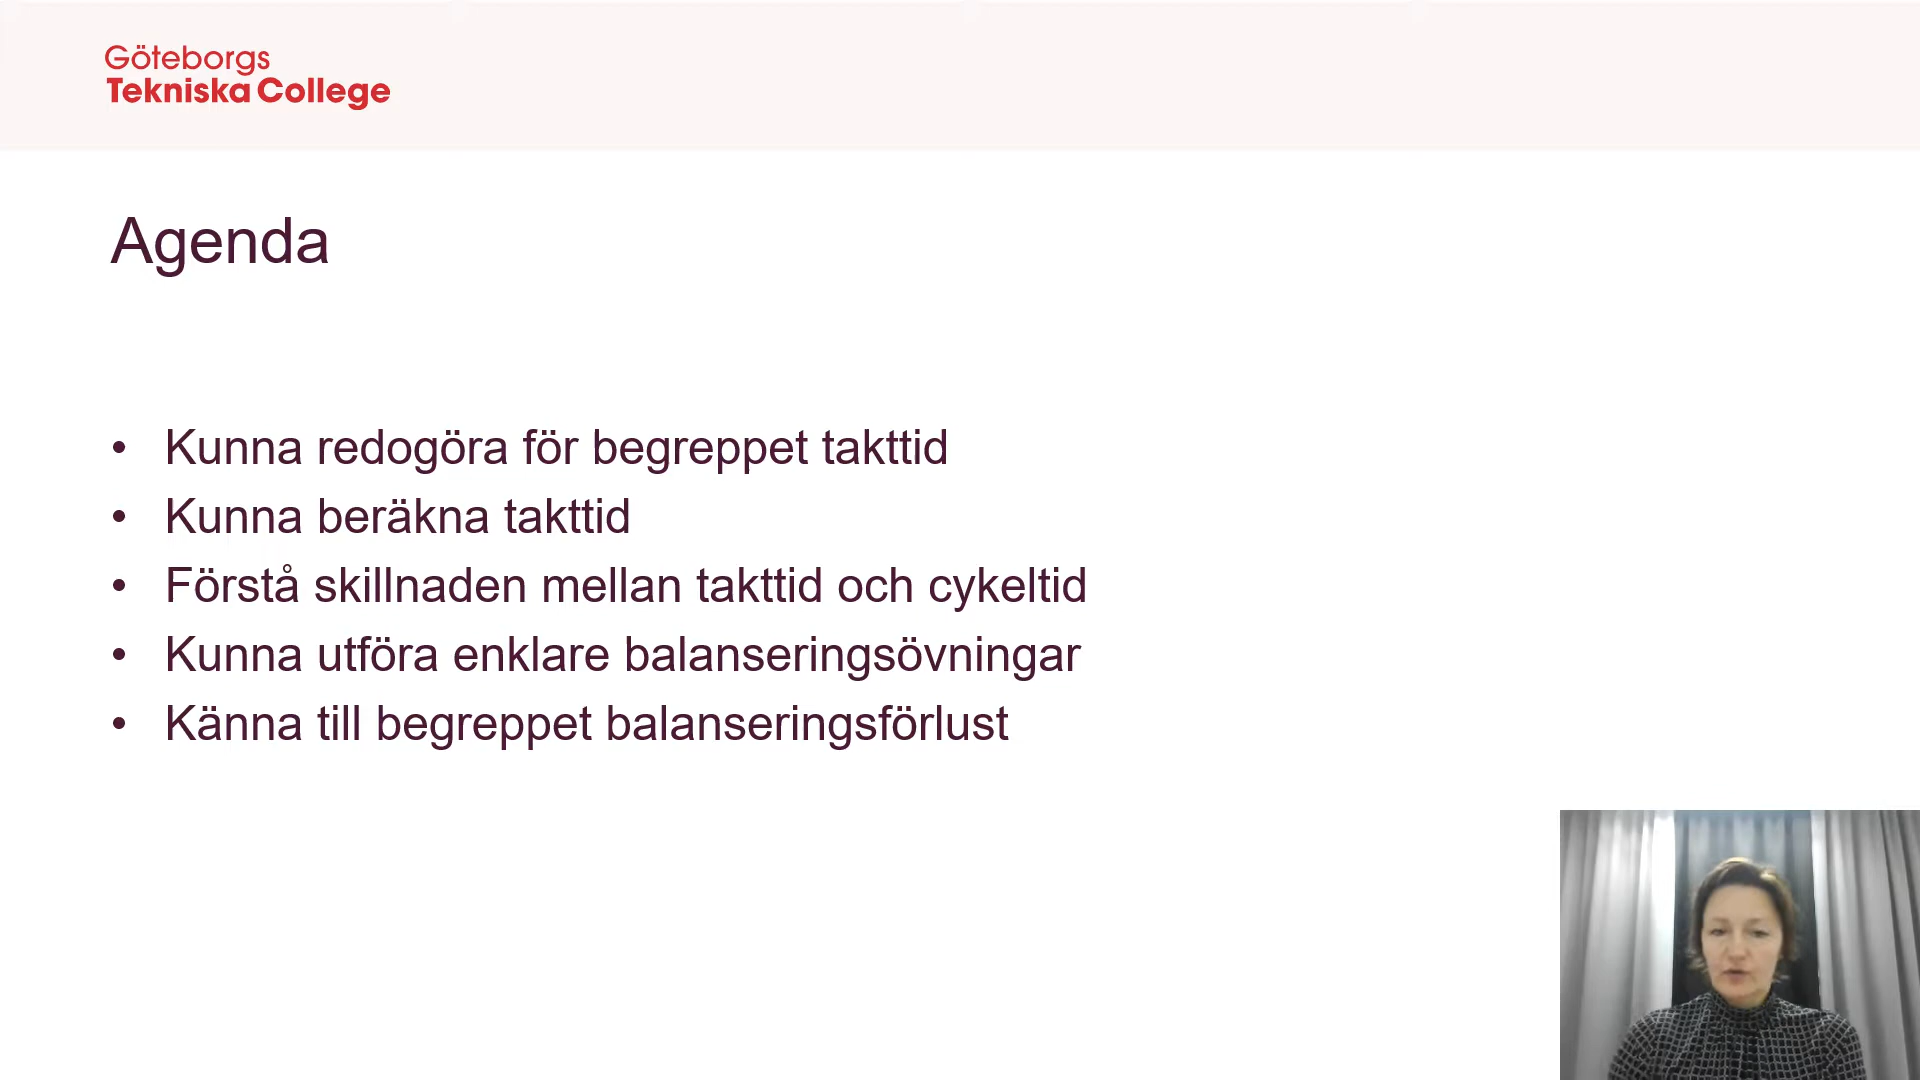 Göteborgs
Tekniska College
Agenda
• Kunna redogöra för begreppet takttid
• Kunna beräkna takttid
• Förstå skillnaden mellan takttid och cykeltid
• Kunna utföra enklare balanseringsövningar
• Känna till begreppet balanseringsförlust